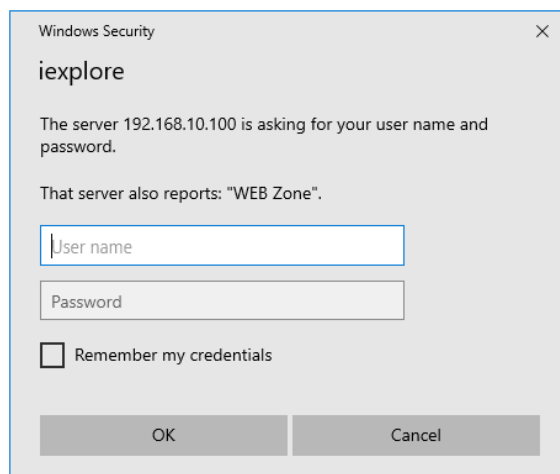 Windows Security
iexplore
The server 192.168.10.100 is asking for your user name and
password.
That server also reports: "WEB Zone".
User name
Password
Remember my credentials
OK
Cancel